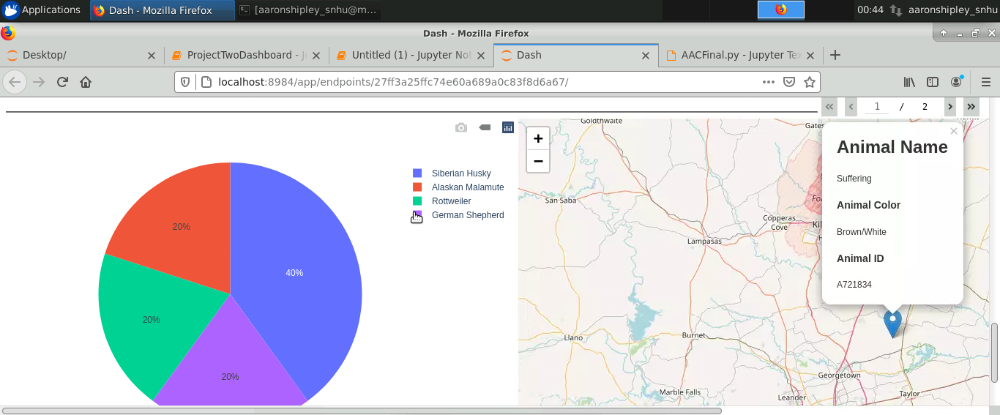 Applications
Dash - Mozilla Firefox
[aaronshipley_snhu@m...
00:44
aaronshipley_snhu
Dash - Mozilla Firefox
Desktop/
ProjectTwoDashboard - Ju
Untitled (1) - Jupyter Not
Dash
AACFinal.py - Jupyter Tex
localhost:8984/app/endpoints/27ff3a25ffc74e60a689a0c83f8d6a67/
1 / 2
Siberian Husky
Alaskan Malamute
Rottweiler
German Shepherd
20%
40%
20%
20%
+
−
Goldthwaite
Gates
San Saba
Copperas
Cove
Lampasas
Llano
Burnet
Georgetown
Marble Falls
Leander
Taylor
×
Animal Name
Suffering
Animal Color
Brown/White
Animal ID
A721834